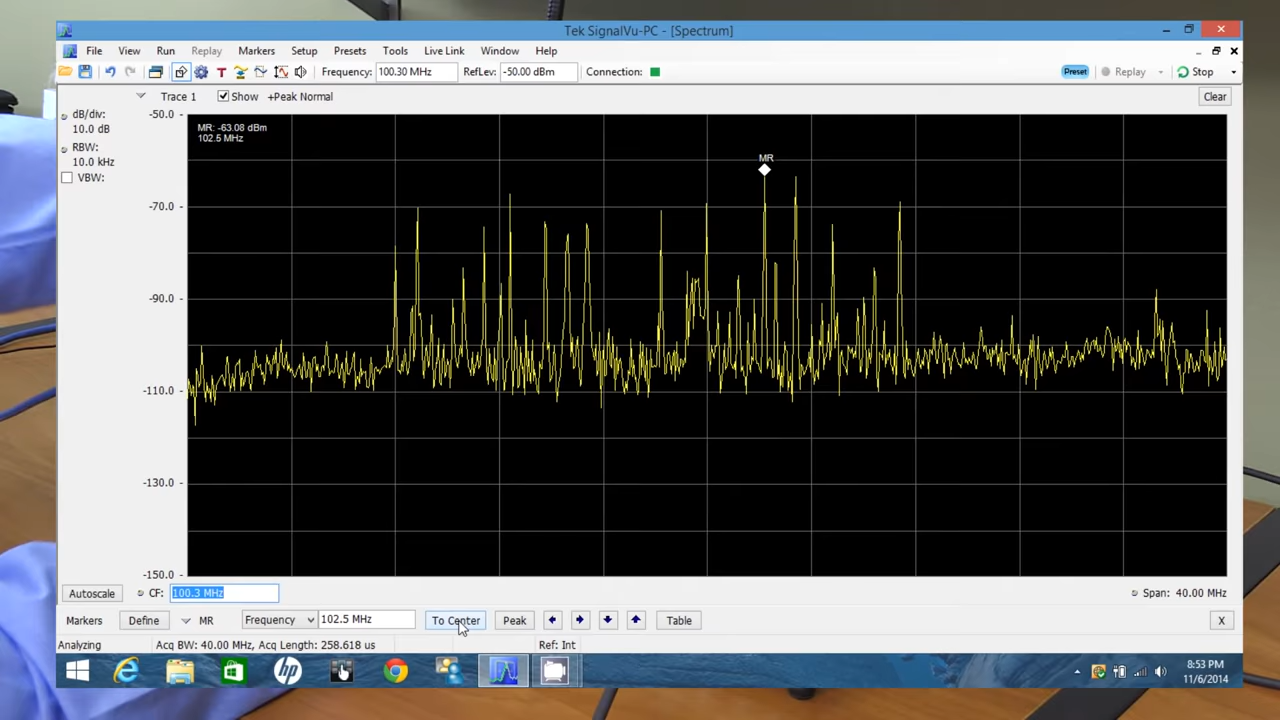 Tek SignalVu-PC - [Spectrum]
File View Run Replay Markers Setup Presets Tools Live Link Window Help
Frequency: 100.30 MHz RefLev: -50.00 dBm Connection: Preset Replay Stop
Trace 1 Show +Peak Normal Clear
dB/div:
10.0 dB
RBW:
10.0 kHz
VBW:
-50.0
-70.0
-90.0
-110.0
-130.0
-150.0
MR: -63.08 dBm
102.5 MHz
MR
Autoscale CF: 100.3 MHz Span: 40.00 MHz
Markers Define MR Frequency 102.5 MHz To Center Peak Table X
Analyzing Acq BW: 40.00 MHz, Acq Length: 258.618 us Ref: Int
hp
8:53 PM
11/6/2014